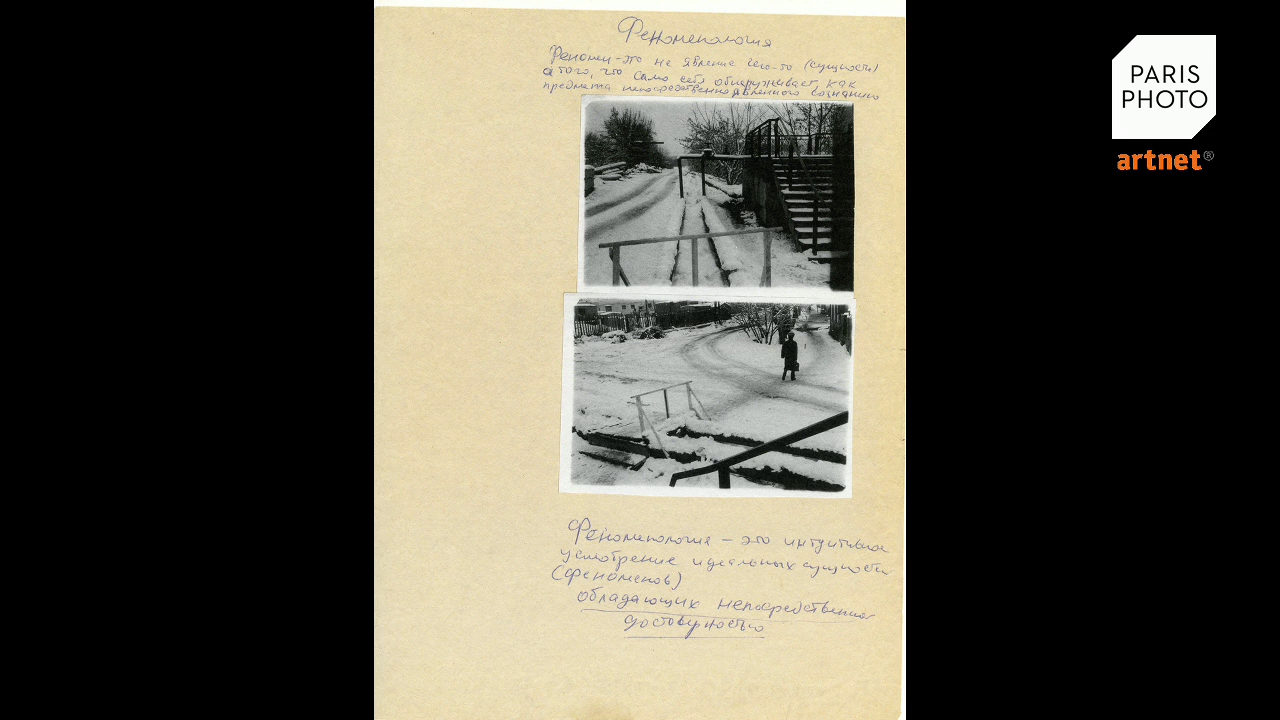 Феноменология
Феномен - это не явление чего-то (сущности)
а того, что само себя обнаруживает, как
предмета непосредственно явленного сознанию
Феноменология – это интуитивное
усмотрение идеальных сущностей
(феноменов)
обладающих непосредственной
достоверностью
PARIS
PHOTO
artnet®